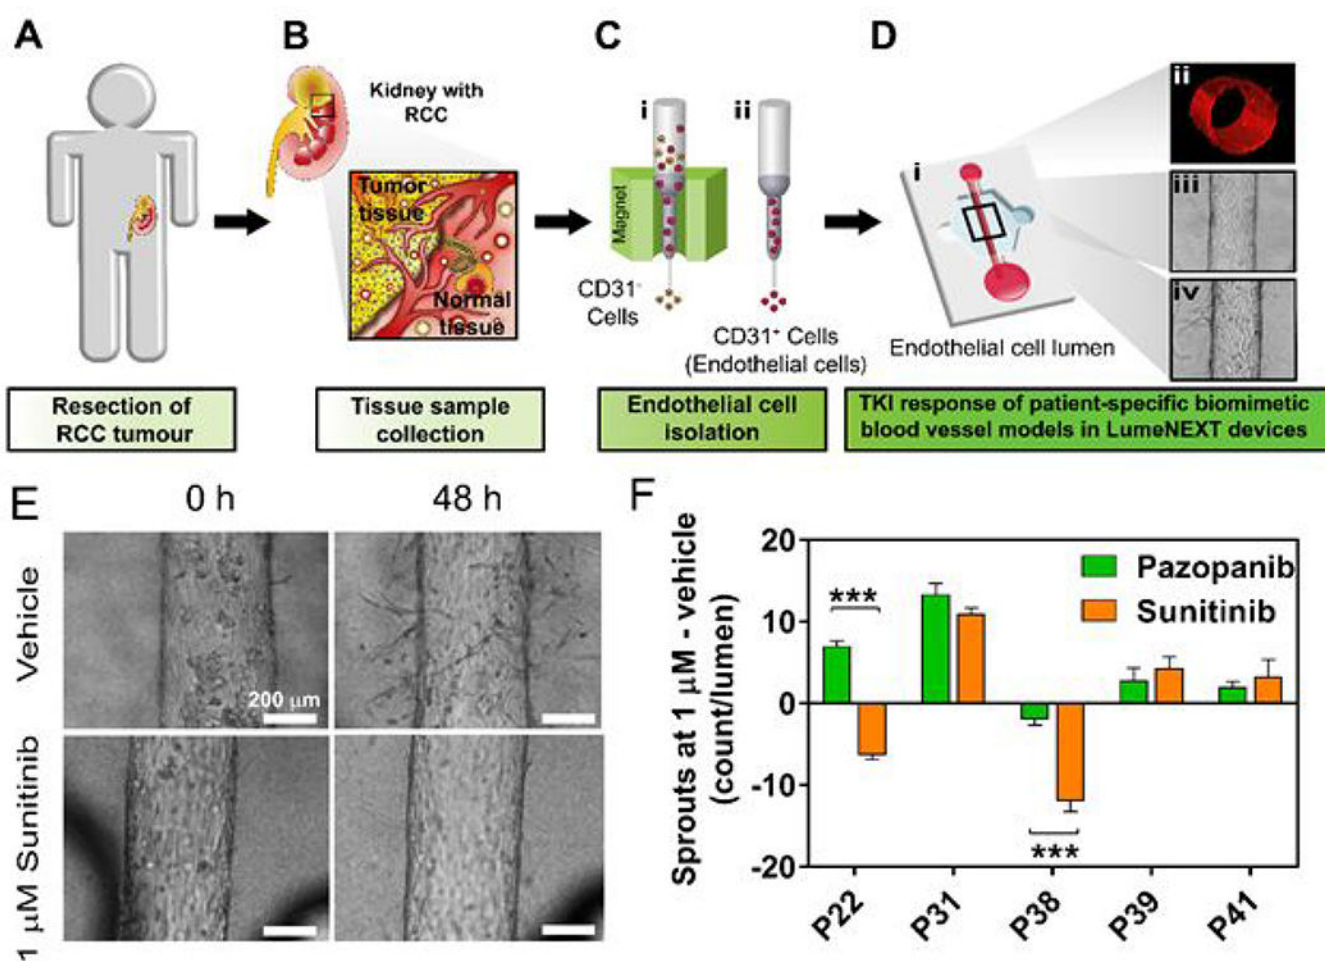 A
B
C
D
Kidney with
RCC
Tumor
tissue
Normal
tissue
i
ii
Magnet
CD31-
Cells
CD31+ Cells
(Endothelial cells)
i
ii
iii
iv
Endothelial cell lumen
Resection of
RCC tumour
Tissue sample
collection
Endothelial cell
isolation
TKI response of patient-specific biomimetic
blood vessel models in LumeNEXT devices
E
0 h
48 h
Vehicle
200 µm
1 µM Sunitinib
F
Sprouts at 1 µM - vehicle
(count/lumen)
20
10
0
-10
-20
Pazopanib
Sunitinib
***
***
P22
P31
P38
P39
P41